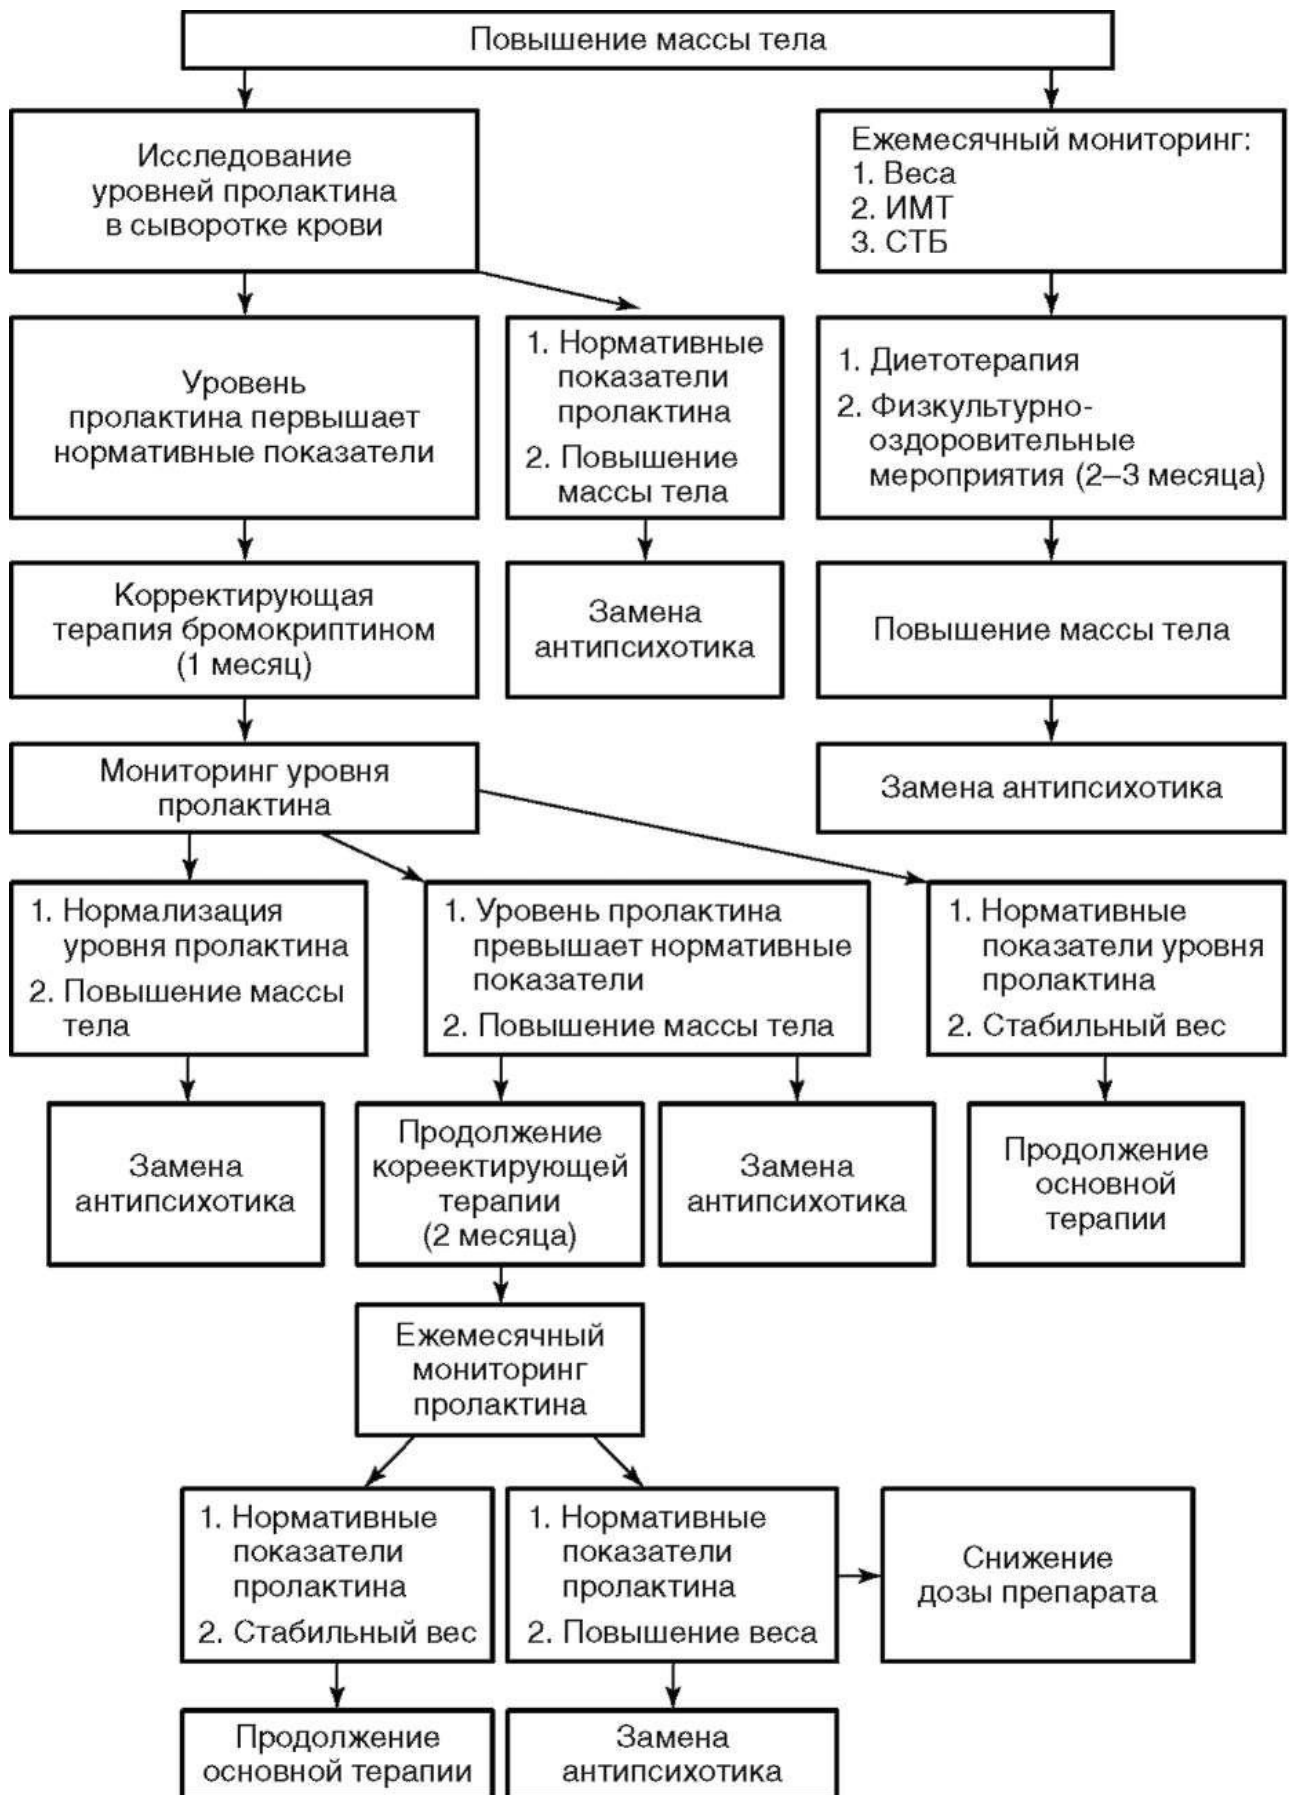 Повышение массы тела
Исследование
уровней пролактина
в сыворотке крови
Ежемесячный мониторинг:
1. Веса
2. ИМТ
3. СТБ
Уровень
пролактина первышает
нормативные показатели
1. Нормативные
показатели
пролактина
2. Повышение
массы тела
1. Диетотерапия
2. Физкультурно-
оздоровительные
мероприятия (2–3 месяца)
Корректирующая
терапия бромокриптином
(1 месяц)
Замена
антипсихотика
Повышение массы тела
Мониторинг уровня
пролактина
Замена антипсихотика
1. Нормализация
уровня пролактина
2. Повышение массы
тела
1. Уровень пролактина
превышает нормативные
показатели
2. Повышение массы тела
1. Нормативные
показатели уровня
пролактина
2. Стабильный вес
Замена
антипсихотика
Продолжение
кореектирующей
терапии
(2 месяца)
Замена
антипсихотика
Продолжение
основной
терапии
Ежемесячный
мониторинг
пролактина
1. Нормативные
показатели
пролактина
2. Стабильный вес
1. Нормативные
показатели
пролактина
2. Повышение веса
Снижение
дозы препарата
Продолжение
основной терапии
Замена
антипсихотика